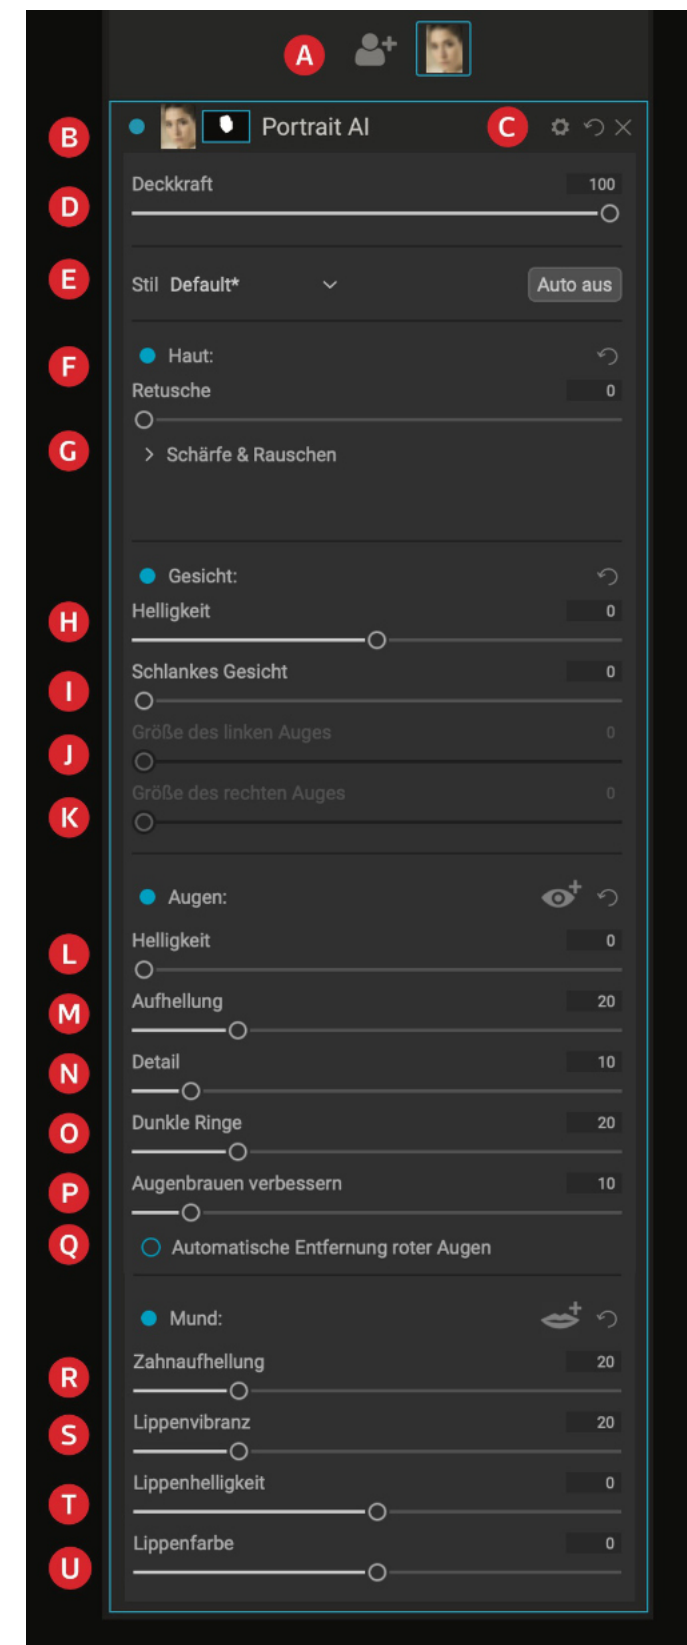 A
B Portrait AI C
D Deckkraft 100
E Stil Default* Auto aus
Haut:
F Retusche 0
G Schärfe & Rauschen
Gesicht:
H Helligkeit 0
I Schlankes Gesicht 0
J Größe des linken Auges 0
K Größe des rechten Auges 0
Augen:
L Helligkeit 0
M Aufhellung 20
N Detail 10
O Dunkle Ringe 20
P Augenbrauen verbessern 10
Q Automatische Entfernung roter Augen
Mund:
R Zahnaufhellung 20
S Lippenvibranz 20
T Lippenhelligkeit 0
U Lippenfarbe 0